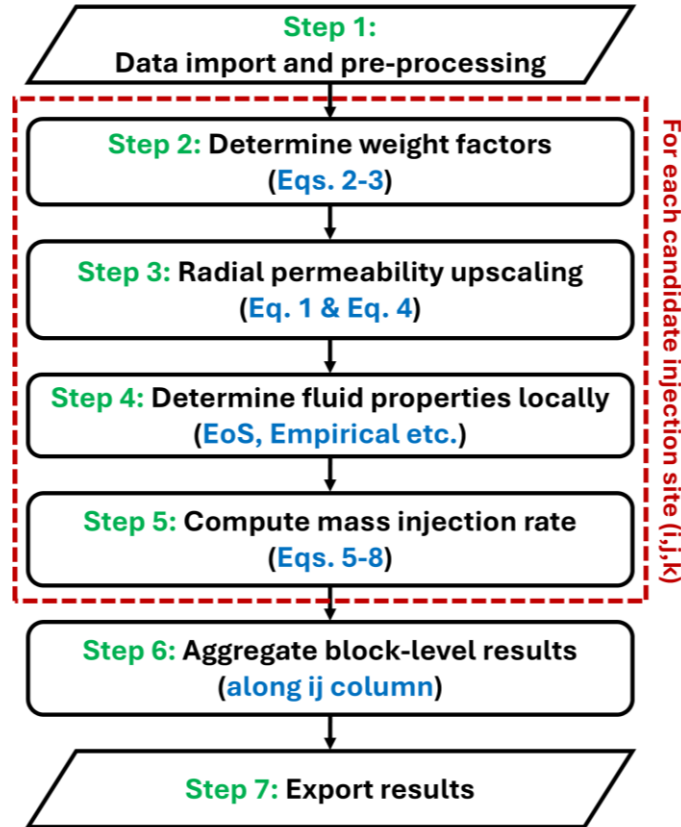 Step 1:
Data import and pre-processing
Step 2: Determine weight factors
(Eqs. 2-3)
Step 3: Radial permeability upscaling
(Eq. 1 & Eq. 4)
Step 4: Determine fluid properties locally
(EoS, Empirical etc.)
Step 5: Compute mass injection rate
(Eqs. 5-8)
For each candidate injection site (i,j,k)
Step 6: Aggregate block-level results
(along ij column)
Step 7: Export results